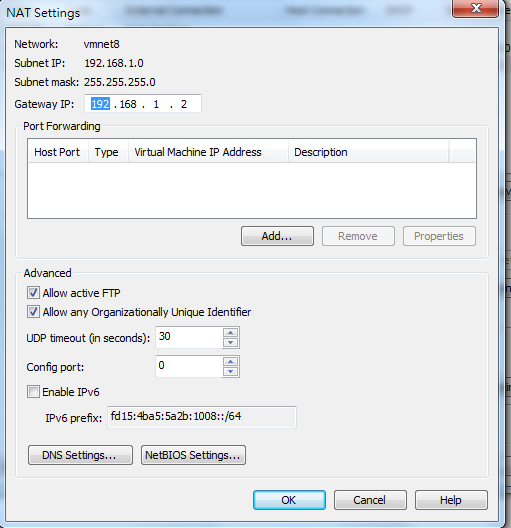 NAT Settings
Network: vmnet8
Subnet IP: 192.168.1.0
Subnet mask: 255.255.255.0
Gateway IP: 192 . 168 . 1 . 2
Port Forwarding
Host Port Type Virtual Machine IP Address Description
Add... Remove Properties
Advanced
Allow active FTP
Allow any Organizationally Unique Identifier
UDP timeout (in seconds): 30
Config port: 0
Enable IPv6
IPv6 prefix: fd15:4ba5:5a2b:1008::/64
DNS Settings... NetBIOS Settings...
OK Cancel Help